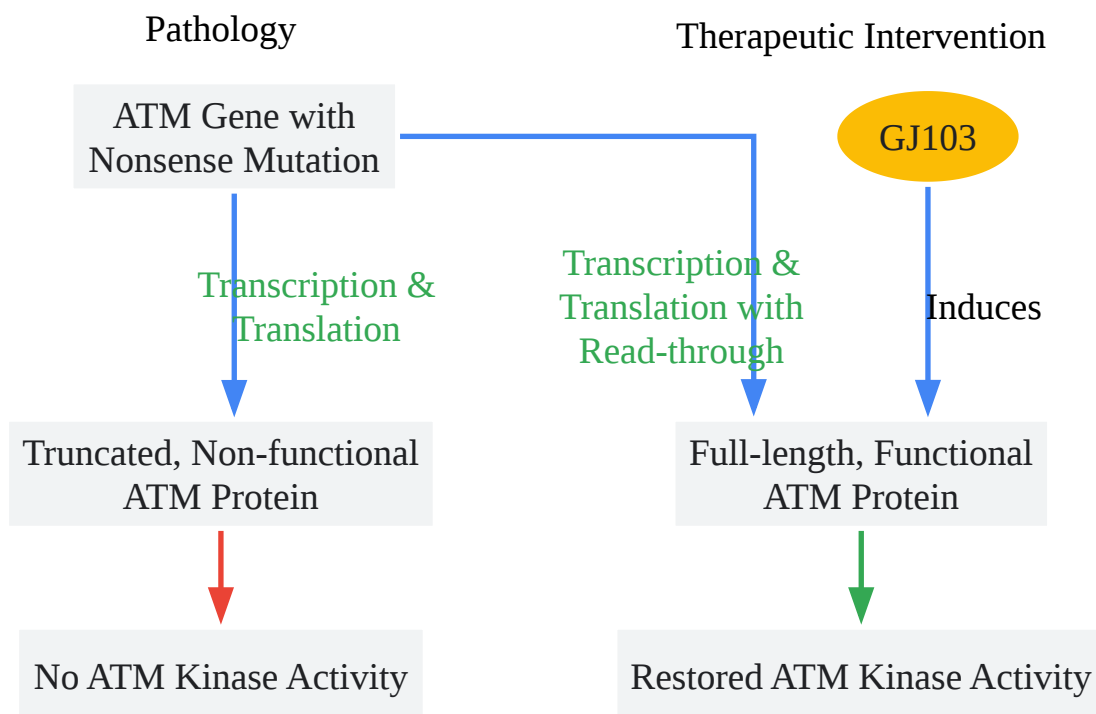 Pathology
Therapeutic Intervention
ATM Gene with
Nonsense Mutation
GJ103
Transcription &
Translation
Transcription &
Translation with
Read-through
Induces
Truncated, Non-functional
ATM Protein
Full-length, Functional
ATM Protein
No ATM Kinase Activity
Restored ATM Kinase Activity